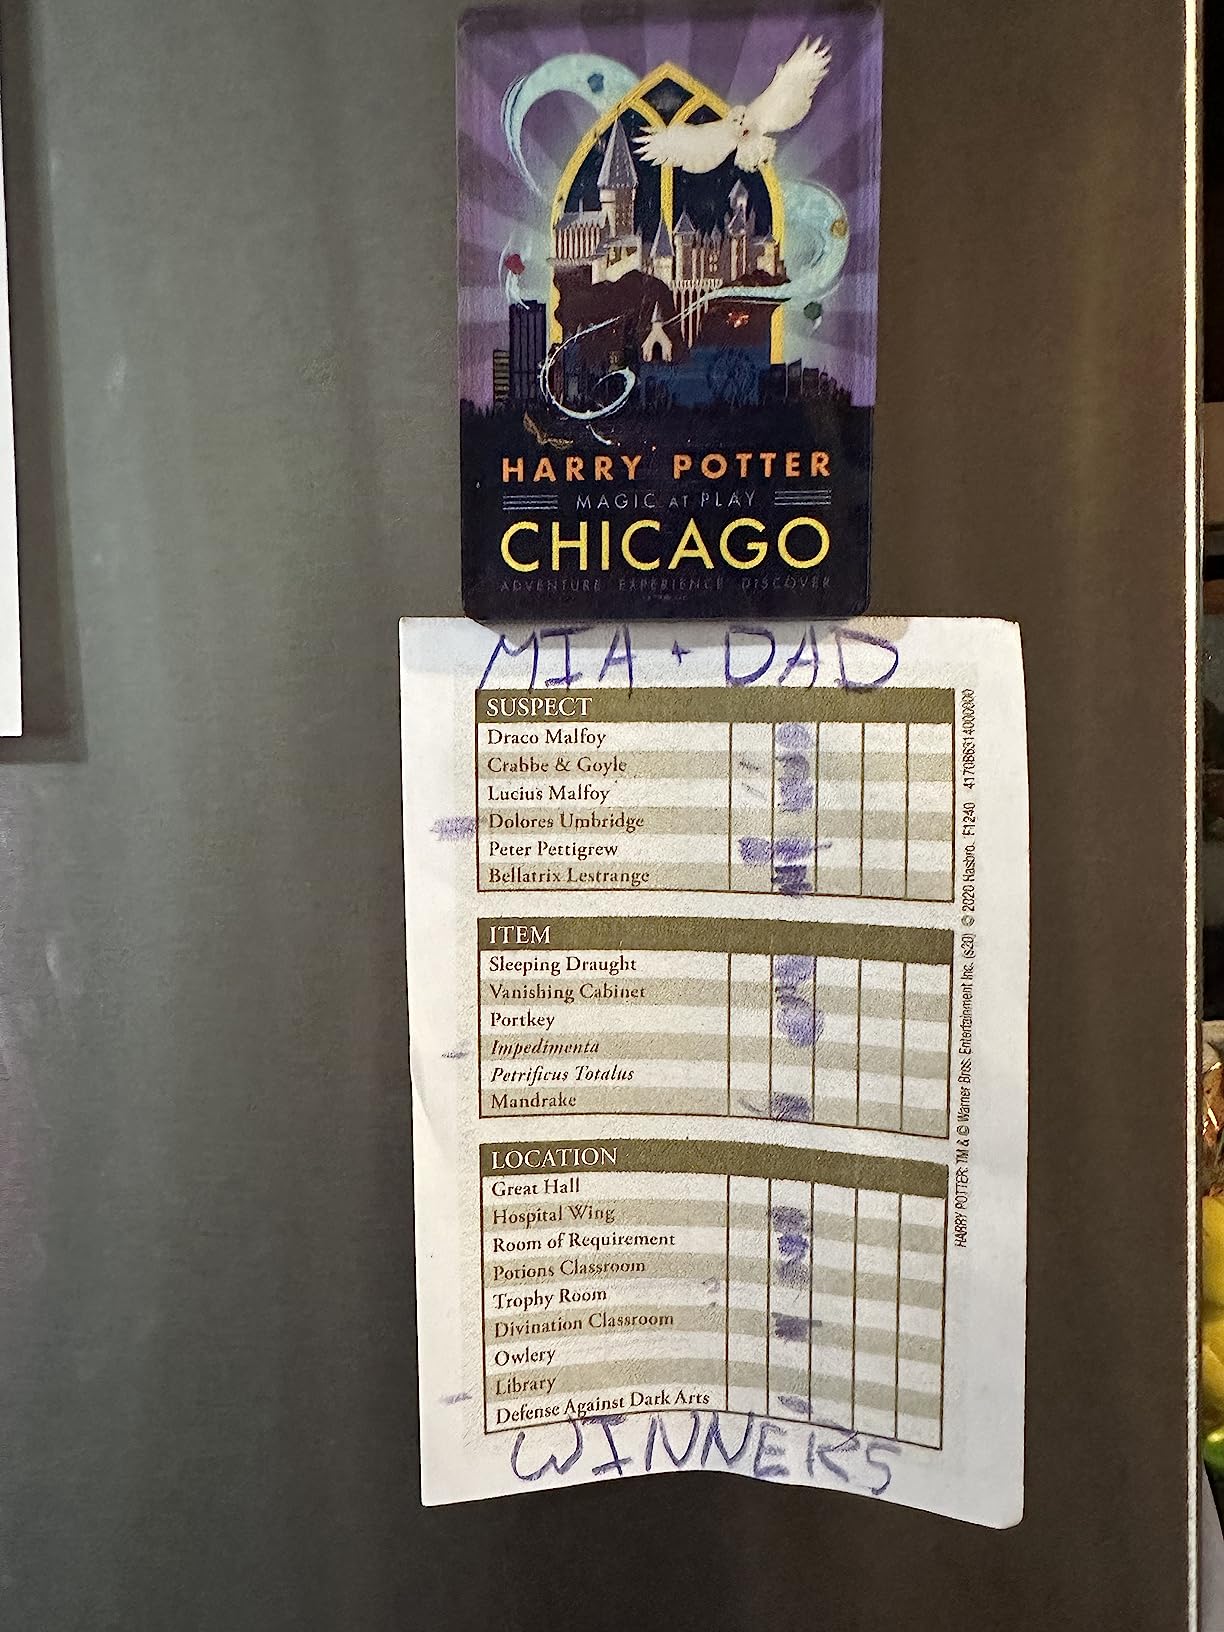 HARRY POTTER
MAGIC AT PLAY
CHICAGO
ADVENTURE EXPERIENCE DISCOVER
MIA + DAD
SUSPECT
Draco Malfoy
Crabbe & Goyle
Lucius Malfoy
Dolores Umbridge
Peter Pettigrew
Bellatrix Lestrange
ITEM
Sleeping Draught
Vanishing Cabinet
Portkey
Impedimenta
Petrificus Totalus
Mandrake
LOCATION
Great Hall
Hospital Wing
Room of Requirement
Potions Classroom
Trophy Room
Divination Classroom
Owlery
Library
Defense Against Dark Arts
WINNERS
HARRY POTTER: TM & © Warner Bros. Entertainment Inc. (s20) © 2020 Hasbro. F1240